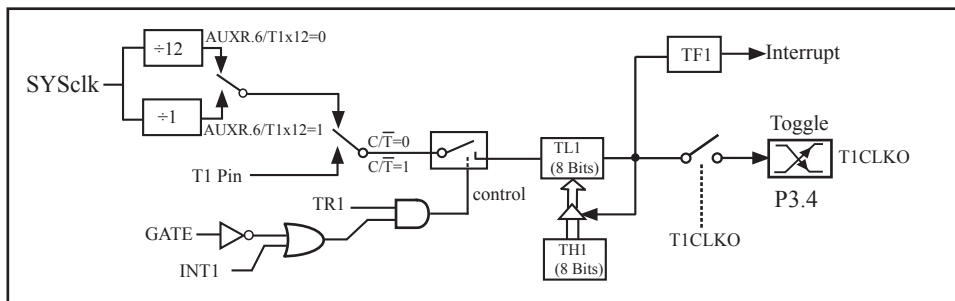 ÷12
AUXR.6/T1x12=0
SYSclk
÷1
AUXR.6/T1x12=1
T1 Pin
C/T̅=0
C/T̅=1
TR1
control
GATE
INT1
TL1
(8 Bits)
TH1
(8 Bits)
TF1
Interrupt
Toggle
T1CLKO
P3.4
T1CLKO